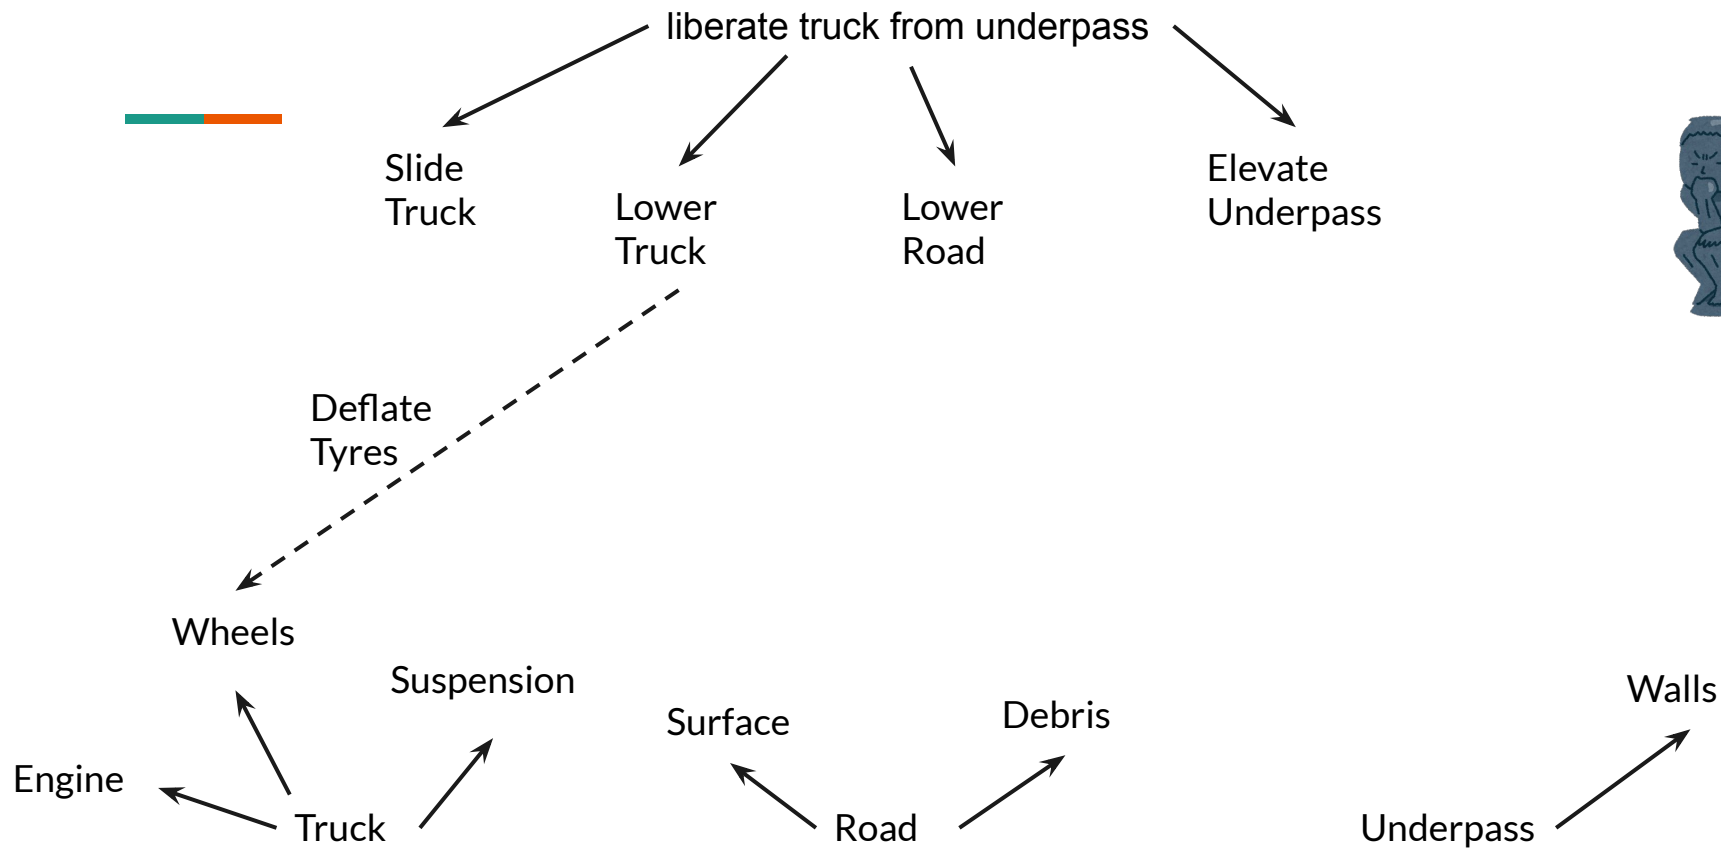 liberate truck from underpass
Slide
Truck
Lower
Truck
Lower
Road
Elevate
Underpass
Deflate
Tyres
Wheels
Suspension
Surface
Debris
Walls
Engine
Truck
Road
Underpass